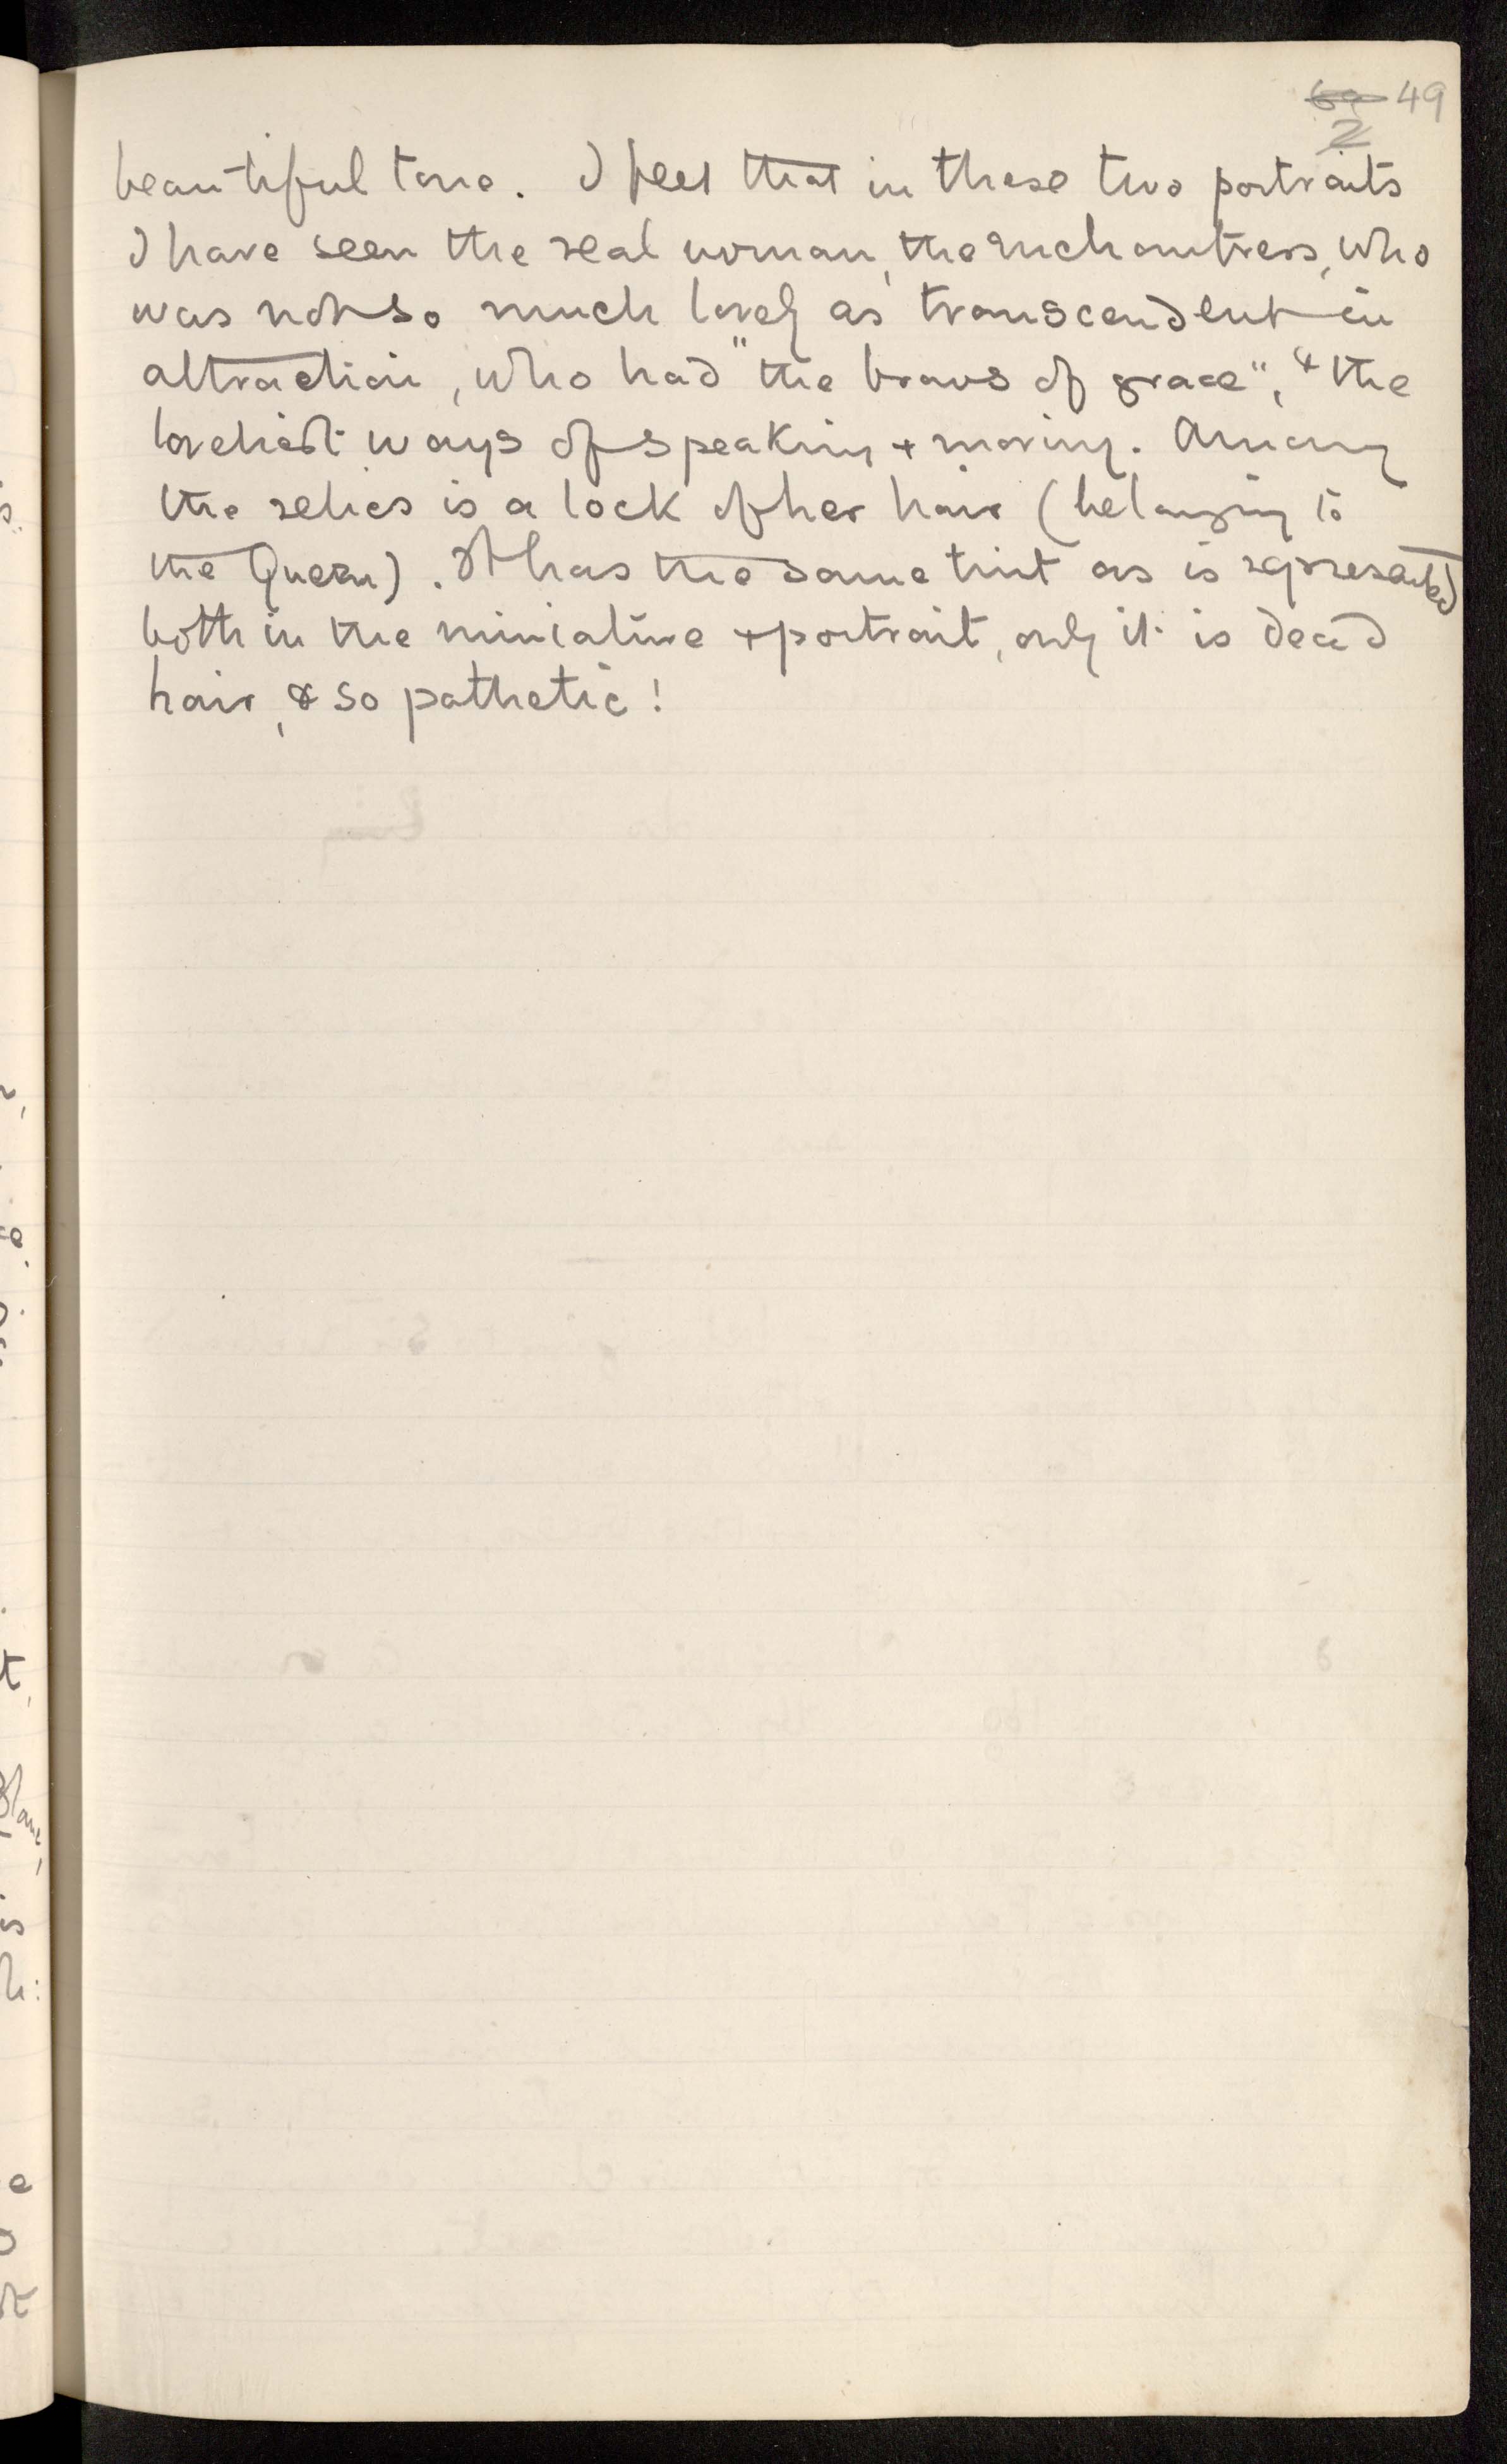 49
2
beautiful tone. I feel that in these two portraits
I have seen the real woman, the enchantress, who
was not so much lovely as transcendent in
attraction, who had "the brows of grace", & the
loveliest ways of speaking + moving. Among
the relics is a lock of her hair (belonging to
the Queen). It has the same tint as is represented
both in the miniature + portrait, only it is dead
hair, & so pathetic!